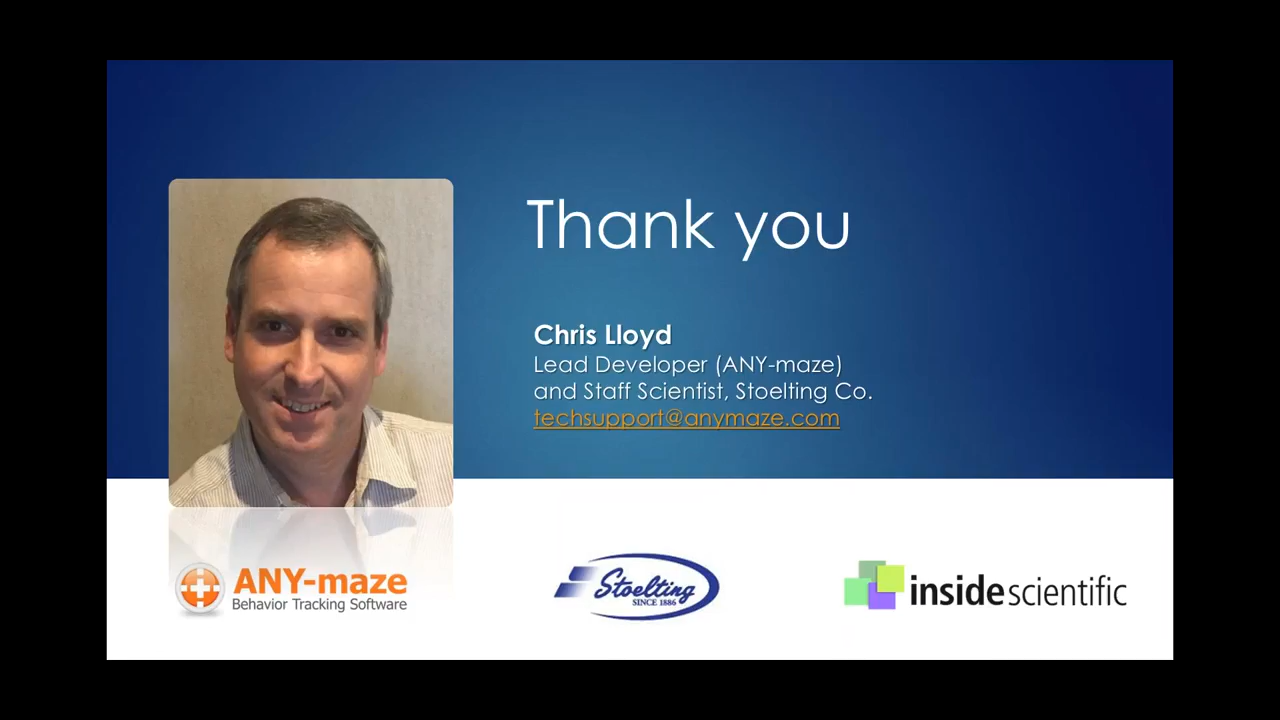 Thank you
Chris Lloyd
Lead Developer (ANY-maze)
and Staff Scientist, Stoelting Co.
techsupport@anymaze.com
ANY-maze
Behavior Tracking Software
Stoelting
SINCE 1886
insidescientific